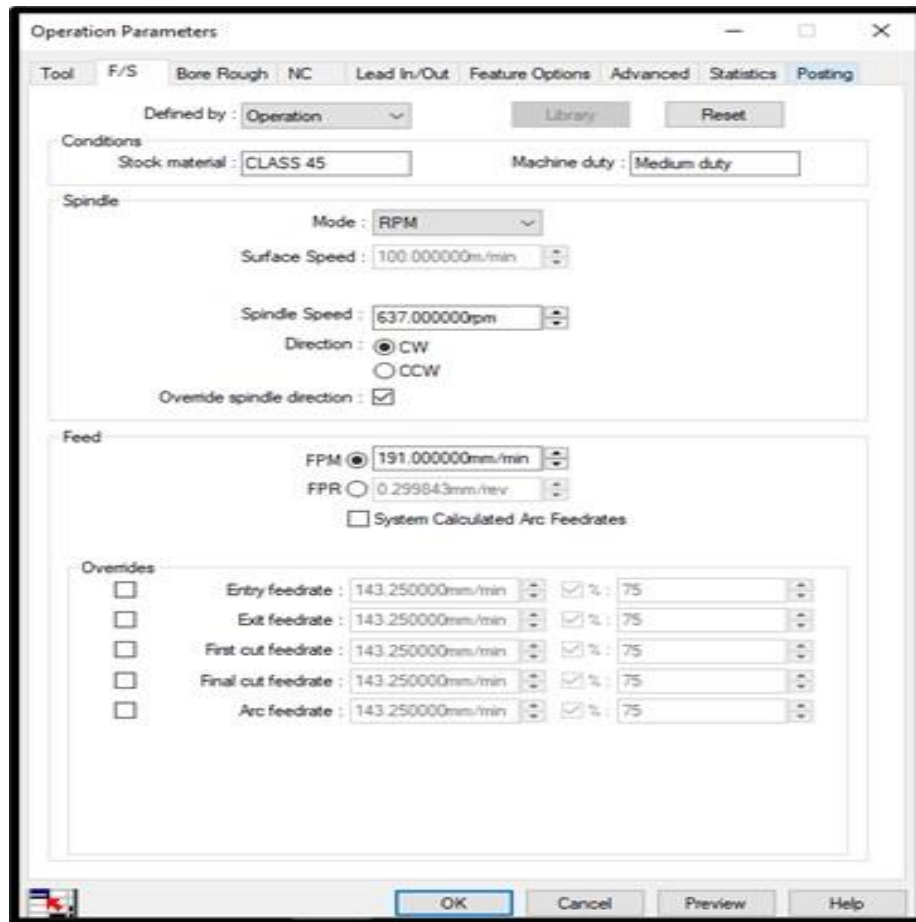 Operation Parameters
Tool F/S Bore Rough NC Lead In/Out Feature Options Advanced Statistics Posting
Defined by : Operation Library Reset
Conditions
Stock material : CLASS 45 Machine duty : Medium duty
Spindle
Mode : RPM
Surface Speed : 100.000000m/min
Spindle Speed : 637.000000rpm
Direction : CW
CCW
Override spindle direction :
Feed
FPM 191.000000mm/min
FPR 0.299843mm/rev
System Calculated Arc Feedrates
Overrides
Entry feedrate : 143.250000mm/min % : 75
Exit feedrate : 143.250000mm/min % : 75
First cut feedrate : 143.250000mm/min % : 75
Final cut feedrate : 143.250000mm/min % : 75
Arc feedrate : 143.250000mm/min % : 75
OK Cancel Preview Help